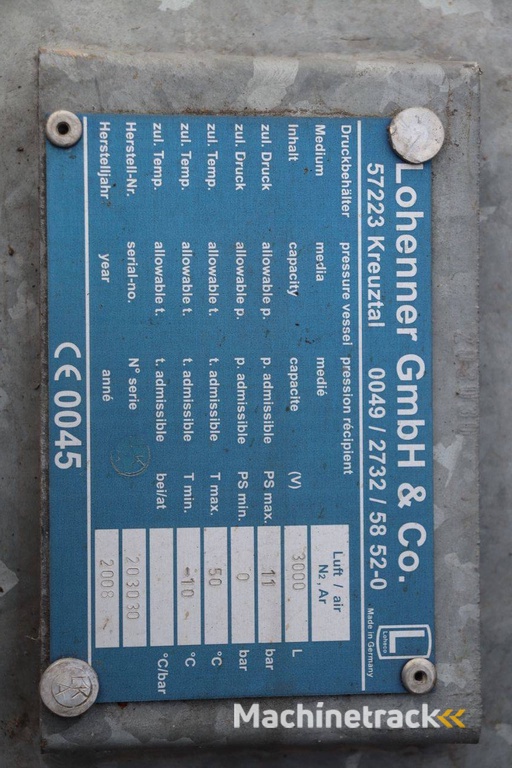 Lohenner GmbH & Co.
57223 Kreuztal 0049 / 2732 / 58 52-0
L
Loheco
Made in Germany
Druckbehälter pressure vessel pression récipient
Medium media medié Luft / air N2, Ar
Inhalt capacity capacite (V) 3000 L
zul. Druck allowable p. p. admissible PS max. 11 bar
zul. Druck allowable p. p. admissible PS min. 0 bar
zul. Temp. allowable t. t. admissible T max. 50 °C
zul. Temp. allowable t. t. admissible T min. -10 °C
zul. Temp. allowable t. t. admissible bei/at °C/bar
Herstell-Nr. serial-no. N° serie 203030
Herstelljahr year anné 2008
CE 0045
Machinetrack